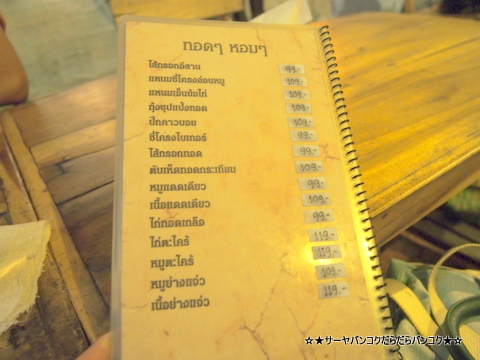 ทอดๆ หอมๆ
ไส้กรอกอีสาน 99.-
แหนมซี่โครงอ่อนหมู 109.-
แหนมเอ็นข้อไก่ 109.-
กุ้งชุปแป้งทอด 109.-
ปีกคาวบอย 109.-
ซี่โครงไบเกอร์ 99.-
ไส้กรอกทอด 99.-
ตับเห็ดทอดกระเทียม 109.-
หมูแดดเดียว 99.-
เนื้อแดดเดียว 109.-
ไก่ทอดเกลือ 99.-
ไก่ตะไคร้ 119.-
หมูตะไคร้ 119.-
หมูย่างแจ่ว 109.-
เนื้อย่างแจ่ว 119.-
☆★サーヤバンコクだらだらバンコク★☆